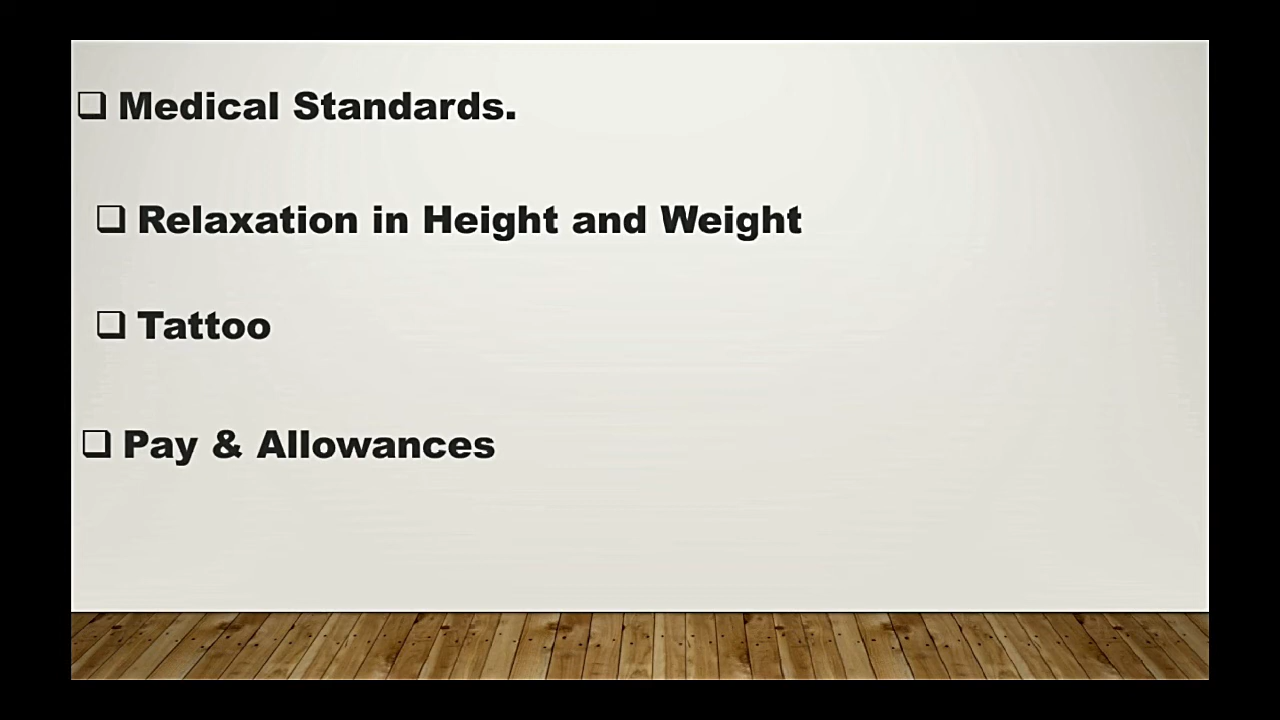 Medical Standards.
Relaxation in Height and Weight
Tattoo
Pay & Allowances